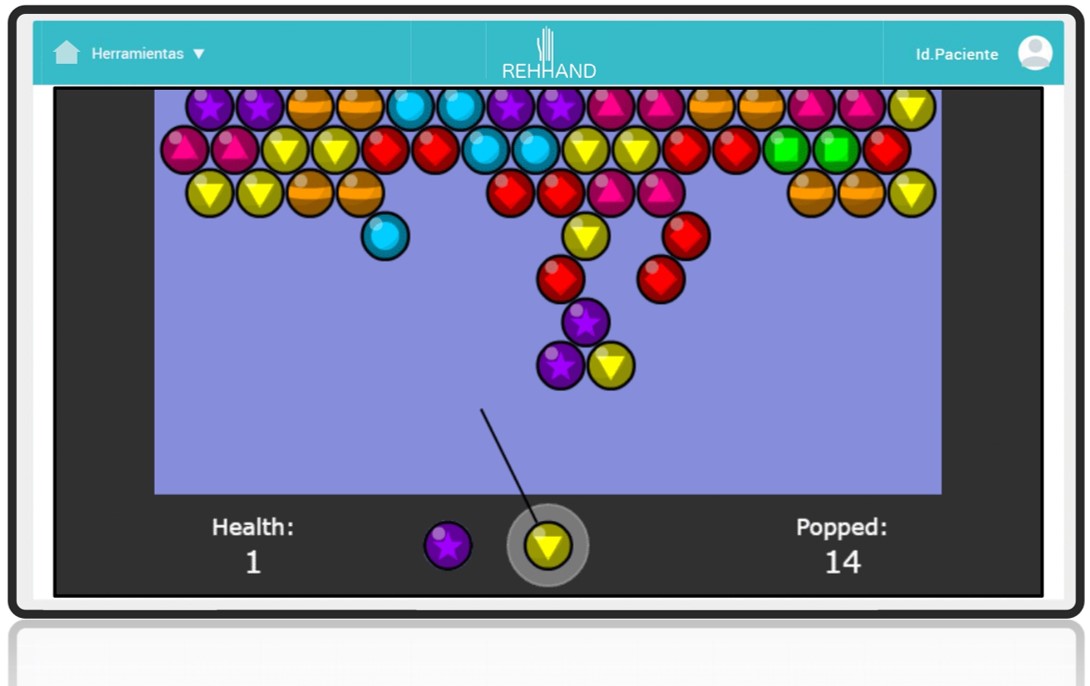 Herramientas ▼
REHHAND
Id.Paciente
Health:
1
Popped:
14